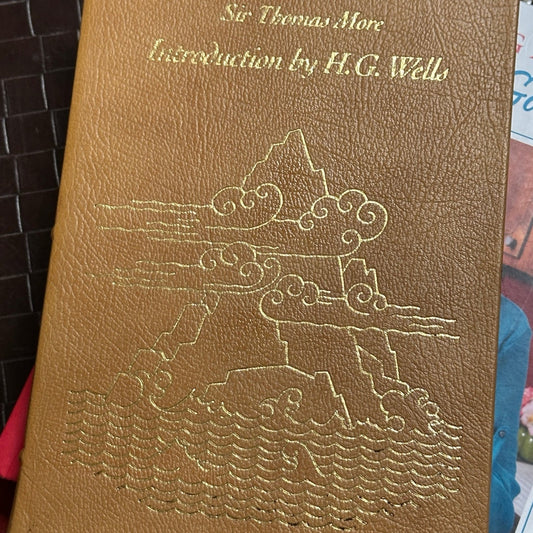 Sir Thomas More
Introduction by H.G. Wells